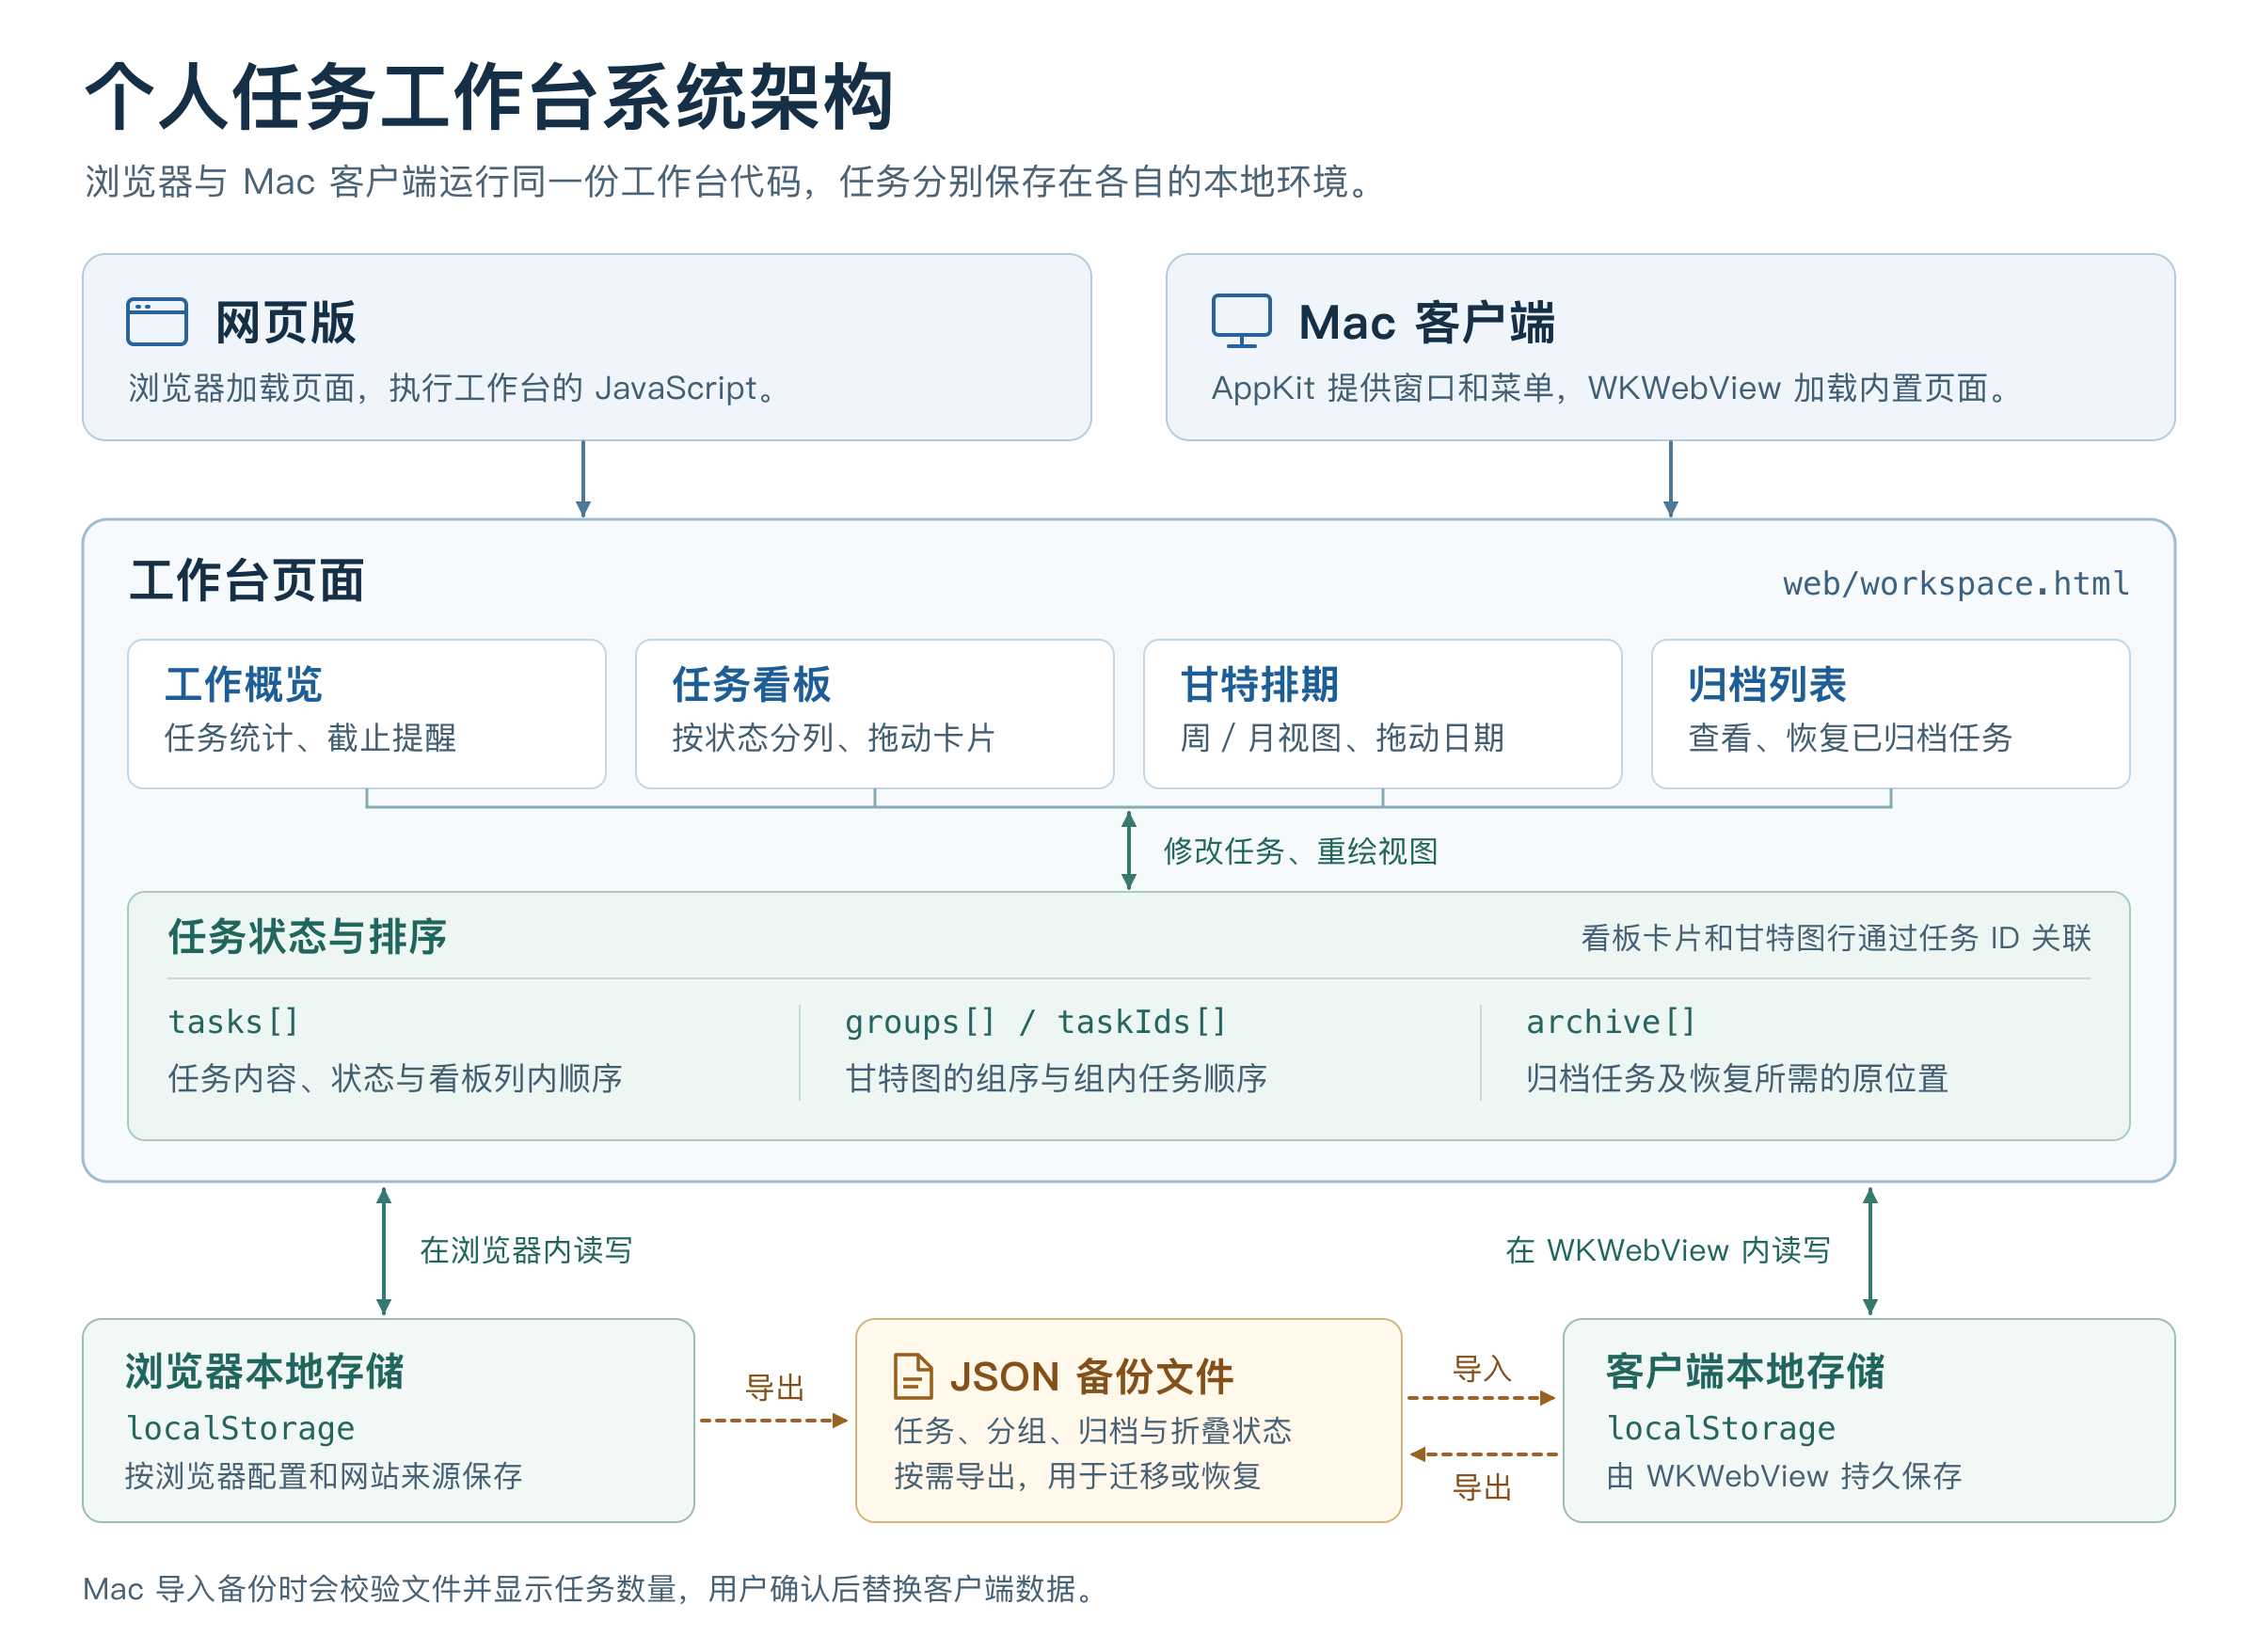 个人任务工作台系统架构
浏览器与 Mac 客户端运行同一份工作台代码，任务分别保存在各自的本地环境。
网页版
浏览器加载页面，执行工作台的 JavaScript。
Mac 客户端
AppKit 提供窗口和菜单，WKWebView 加载内置页面。
工作台页面
web/workspace.html
工作概览
任务统计、截止提醒
任务看板
按状态分列、拖动卡片
甘特排期
周 / 月视图、拖动日期
归档列表
查看、恢复已归档任务
修改任务、重绘视图
任务状态与排序
看板卡片和甘特图行通过任务 ID 关联
tasks[]
任务内容、状态与看板列内顺序
groups[] / taskIds[]
甘特图的组序与组内任务顺序
archive[]
归档任务及恢复所需的原位置
在浏览器内读写
在 WKWebView 内读写
浏览器本地存储
localStorage
按浏览器配置和网站来源保存
导出
JSON 备份文件
任务、分组、归档与折叠状态
按需导出，用于迁移或恢复
导入
导出
客户端本地存储
localStorage
由 WKWebView 持久保存
Mac 导入备份时会校验文件并显示任务数量，用户确认后替换客户端数据。